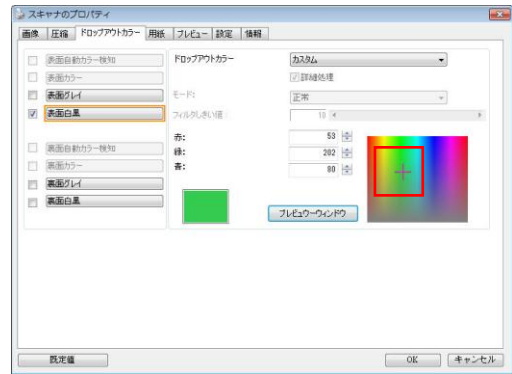 スキャナのプロパティ
画像 圧縮 ドロップアウトカラー 用紙 プレビュー 設定 情報
表面自動カラー検知
表面カラー
表面グレイ
表面白黒
裏面自動カラー検知
裏面カラー
裏面グレイ
裏面白黒
ドロップアウトカラー カスタム
詳細処理
モード: 正常
フィルタしきい値: 10
赤: 53
緑: 202
青: 80
プレビューウィンドウ
既定値 OK キャンセル